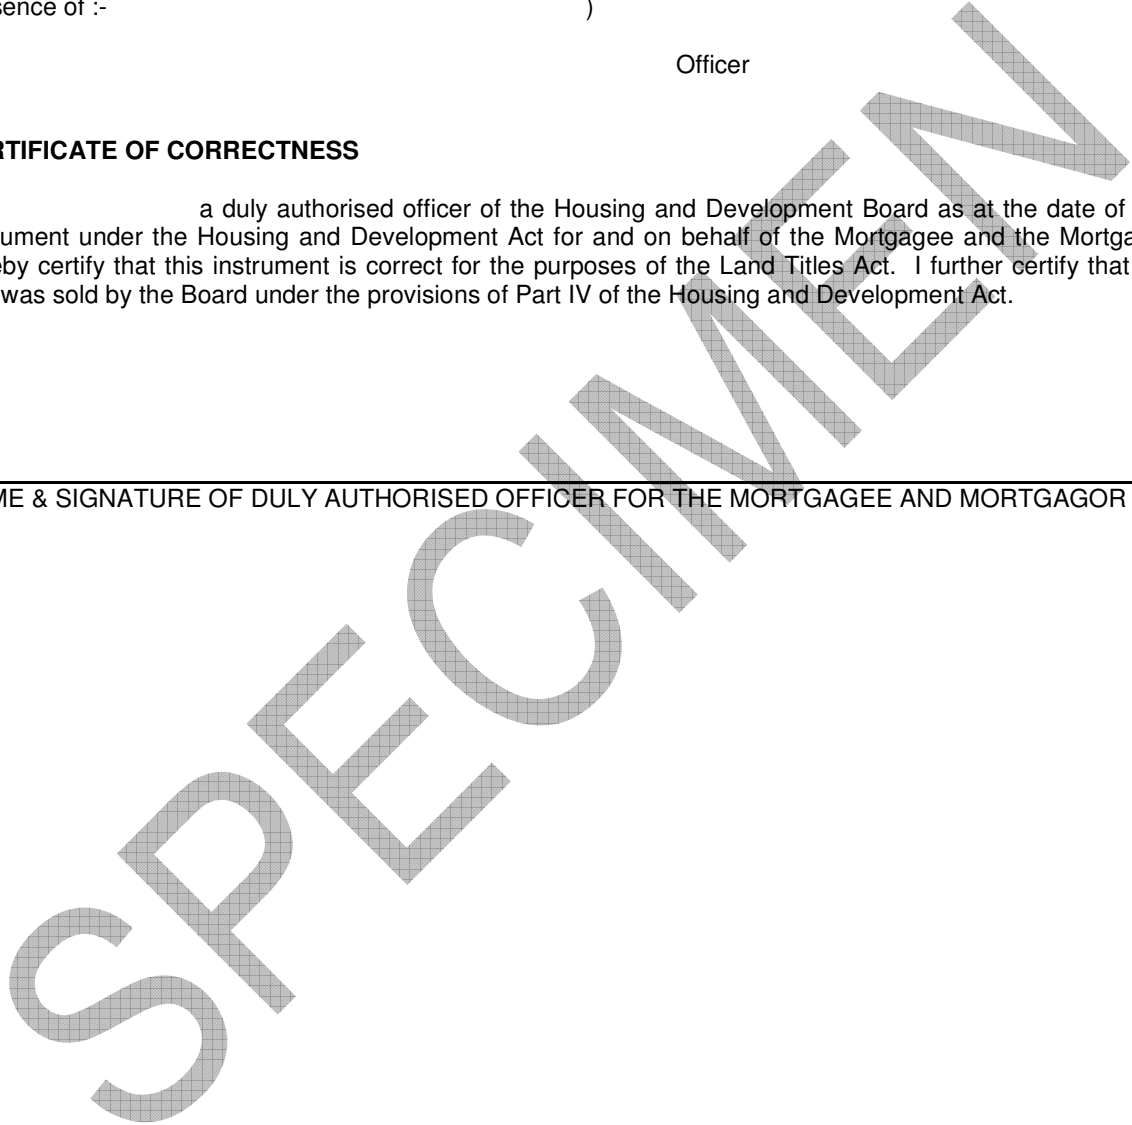 sence of :- )
Officer
RTIFICATE OF CORRECTNESS
a duly authorised officer of the Housing and Development Board as at the date of
ument under the Housing and Development Act for and on behalf of the Mortgagee and the Mortga
eby certify that this instrument is correct for the purposes of the Land Titles Act. I further certify that
was sold by the Board under the provisions of Part IV of the Housing and Development Act.
ME & SIGNATURE OF DULY AUTHORISED OFFICER FOR THE MORTGAGEE AND MORTGAGOR
SPECIMEN